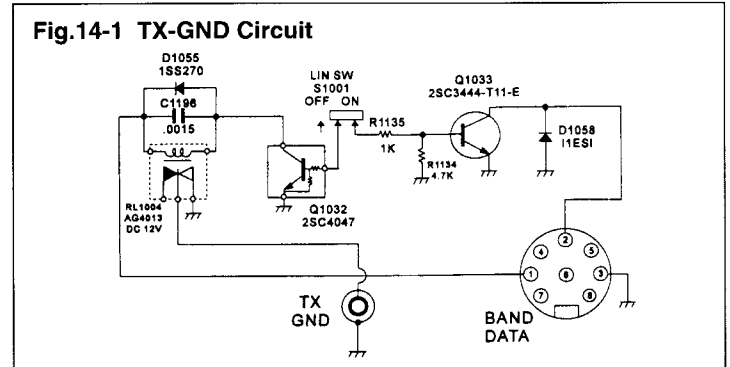 Fig.14-1 TX-GND Circuit
D1055
1SS270
C1196
.0015
RL1004
AG4013
DC 12V
LIN SW
S1001
OFF ON
Q1032
2SC4047
R1135
1K
R1134
4.7K
Q1033
2SC3444-T11-E
D1058
I1ESI
TX
GND
2
4
5
1
6
3
7
8
BAND
DATA